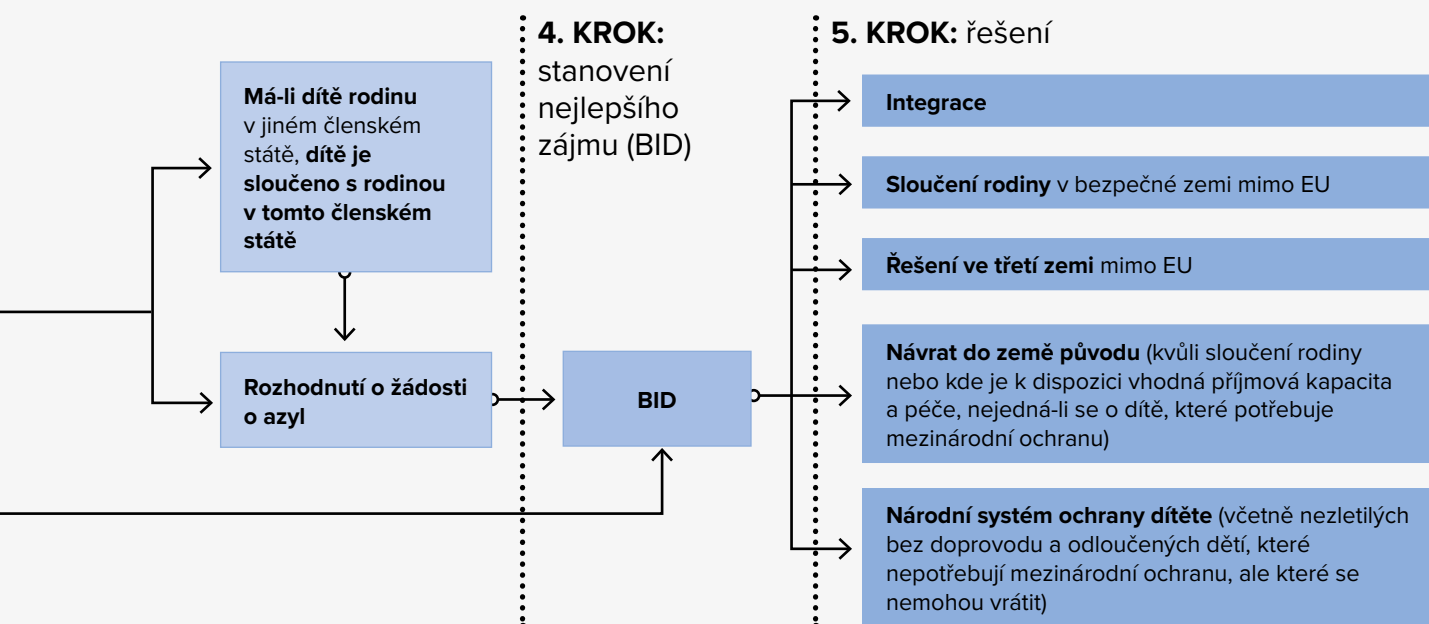 Má-li dítě rodinu
v jiném členském
státě, dítě je
sloučeno s rodinou
v tomto členském
státě
Rozhodnutí o žádosti
o azyl
4. KROK:
stanovení
nejlepšího
zájmu (BID)
BID
5. KROK: řešení
Integrace
Sloučení rodiny v bezpečné zemi mimo EU
Řešení ve třetí zemi mimo EU
Návrat do země původu (kvůli sloučení rodiny
nebo kde je k dispozici vhodná příjmová kapacita
a péče, nejedná-li se o dítě, které potřebuje
mezinárodní ochranu)
Národní systém ochrany dítěte (včetně nezletilých
bez doprovodu a odloučených dětí, které
nepotřebují mezinárodní ochranu, ale které se
nemohou vrátit)